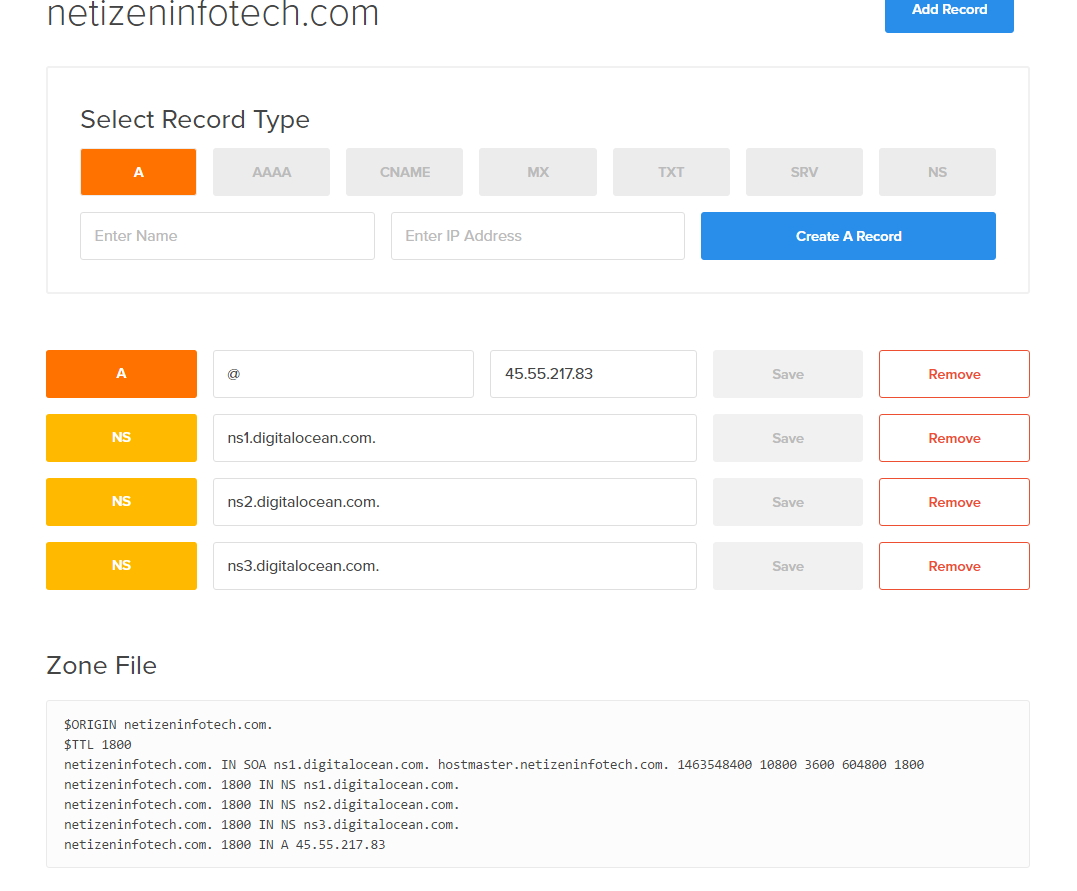 netizeninfotech.com
Add Record
Select Record Type
A AAAA CNAME MX TXT SRV NS
Enter Name Enter IP Address Create A Record
A @ 45.55.217.83 Save Remove
NS ns1.digitalocean.com. Save Remove
NS ns2.digitalocean.com. Save Remove
NS ns3.digitalocean.com. Save Remove
Zone File
$ORIGIN netizeninfotech.com.
$TTL 1800
netizeninfotech.com. IN SOA ns1.digitalocean.com. hostmaster.netizeninfotech.com. 1463548400 10800 3600 604800 1800
netizeninfotech.com. 1800 IN NS ns1.digitalocean.com.
netizeninfotech.com. 1800 IN NS ns2.digitalocean.com.
netizeninfotech.com. 1800 IN NS ns3.digitalocean.com.
netizeninfotech.com. 1800 IN A 45.55.217.83